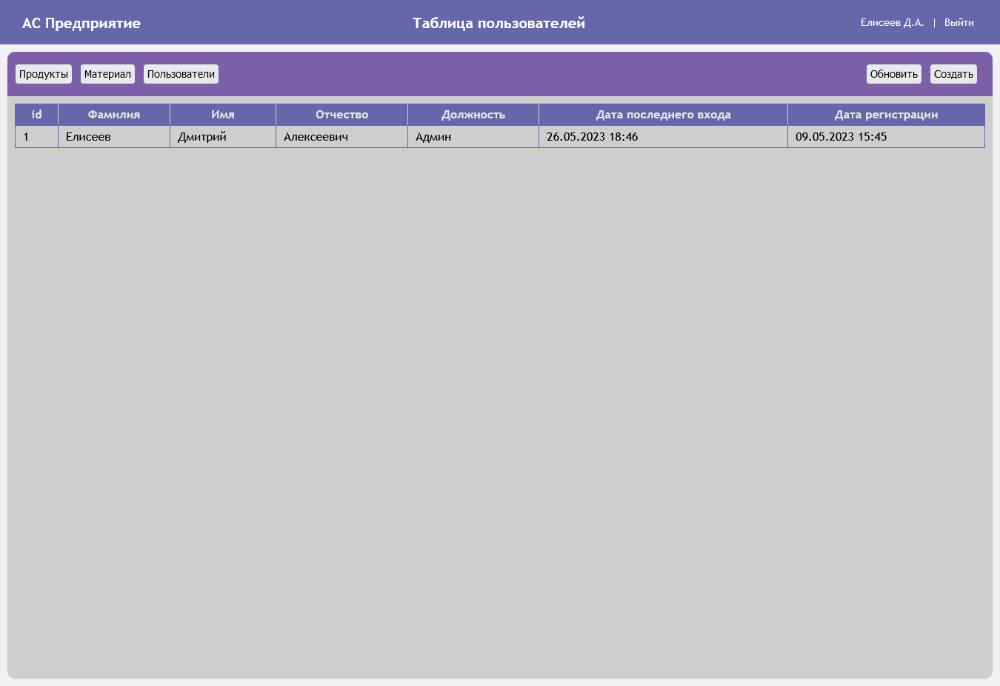 АС Предприятие Таблица пользователей Елисеев Д.А. | Выйти
Продукты Материал Пользователи Обновить Создать
id Фамилия Имя Отчество Должность Дата последнего входа Дата регистрации
1 Елисеев Дмитрий Алексеевич Админ 26.05.2023 18:46 09.05.2023 15:45